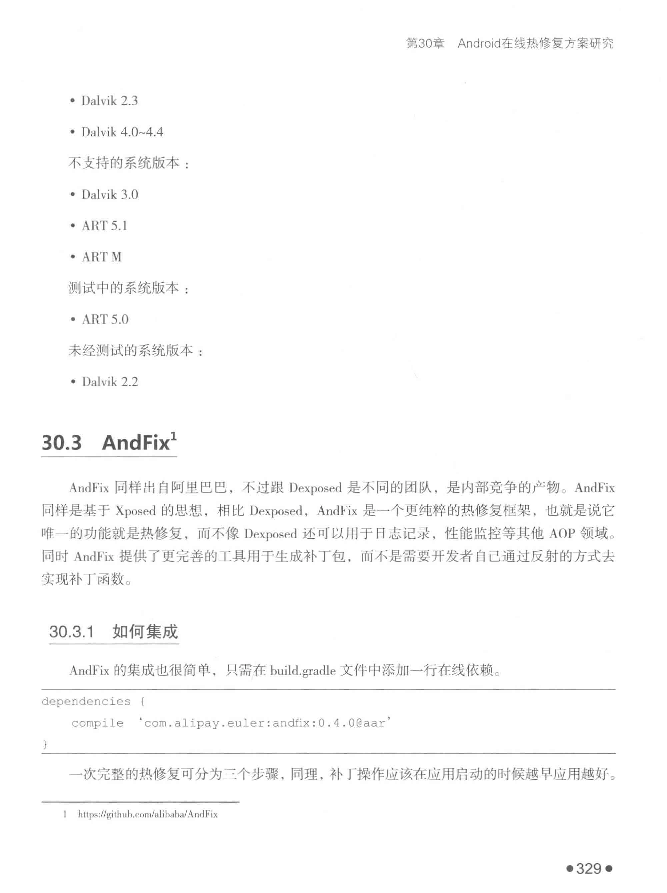 第30章 Android在线热修复方案研究
• Dalvik 2.3
• Dalvik 4.0~4.4
不支持的系统版本：
• Dalvik 3.0
• ART 5.1
• ART M
测试中的系统版本：
• ART 5.0
未经测试的系统版本：
• Dalvik 2.2
30.3 AndFix1
AndFix 同样出自阿里巴巴，不过跟 Dexposed 是不同的团队，是内部竞争的产物。AndFix
同样是基于 Xposed 的思想，相比 Dexposed，AndFix 是一个更纯粹的热修复框架，也就是说它
唯一的功能就是热修复，而不像 Dexposed 还可以用于日志记录，性能监控等其他 AOP 领域。
同时 AndFix 提供了更完善的工具用于生成补丁包，而不是需要开发者自己通过反射的方式去
实现补丁函数。
30.3.1 如何集成
AndFix 的集成也很简单，只需在 build.gradle 文件中添加一行在线依赖。
dependencies {
compile 'com.alipay.euler:andfix:0.4.0@aar'
}
一次完整的热修复可分为三个步骤，同理，补丁操作应该在应用启动的时候越早应用越好。
1 https://github.com/alibaba/AndFix
●329●